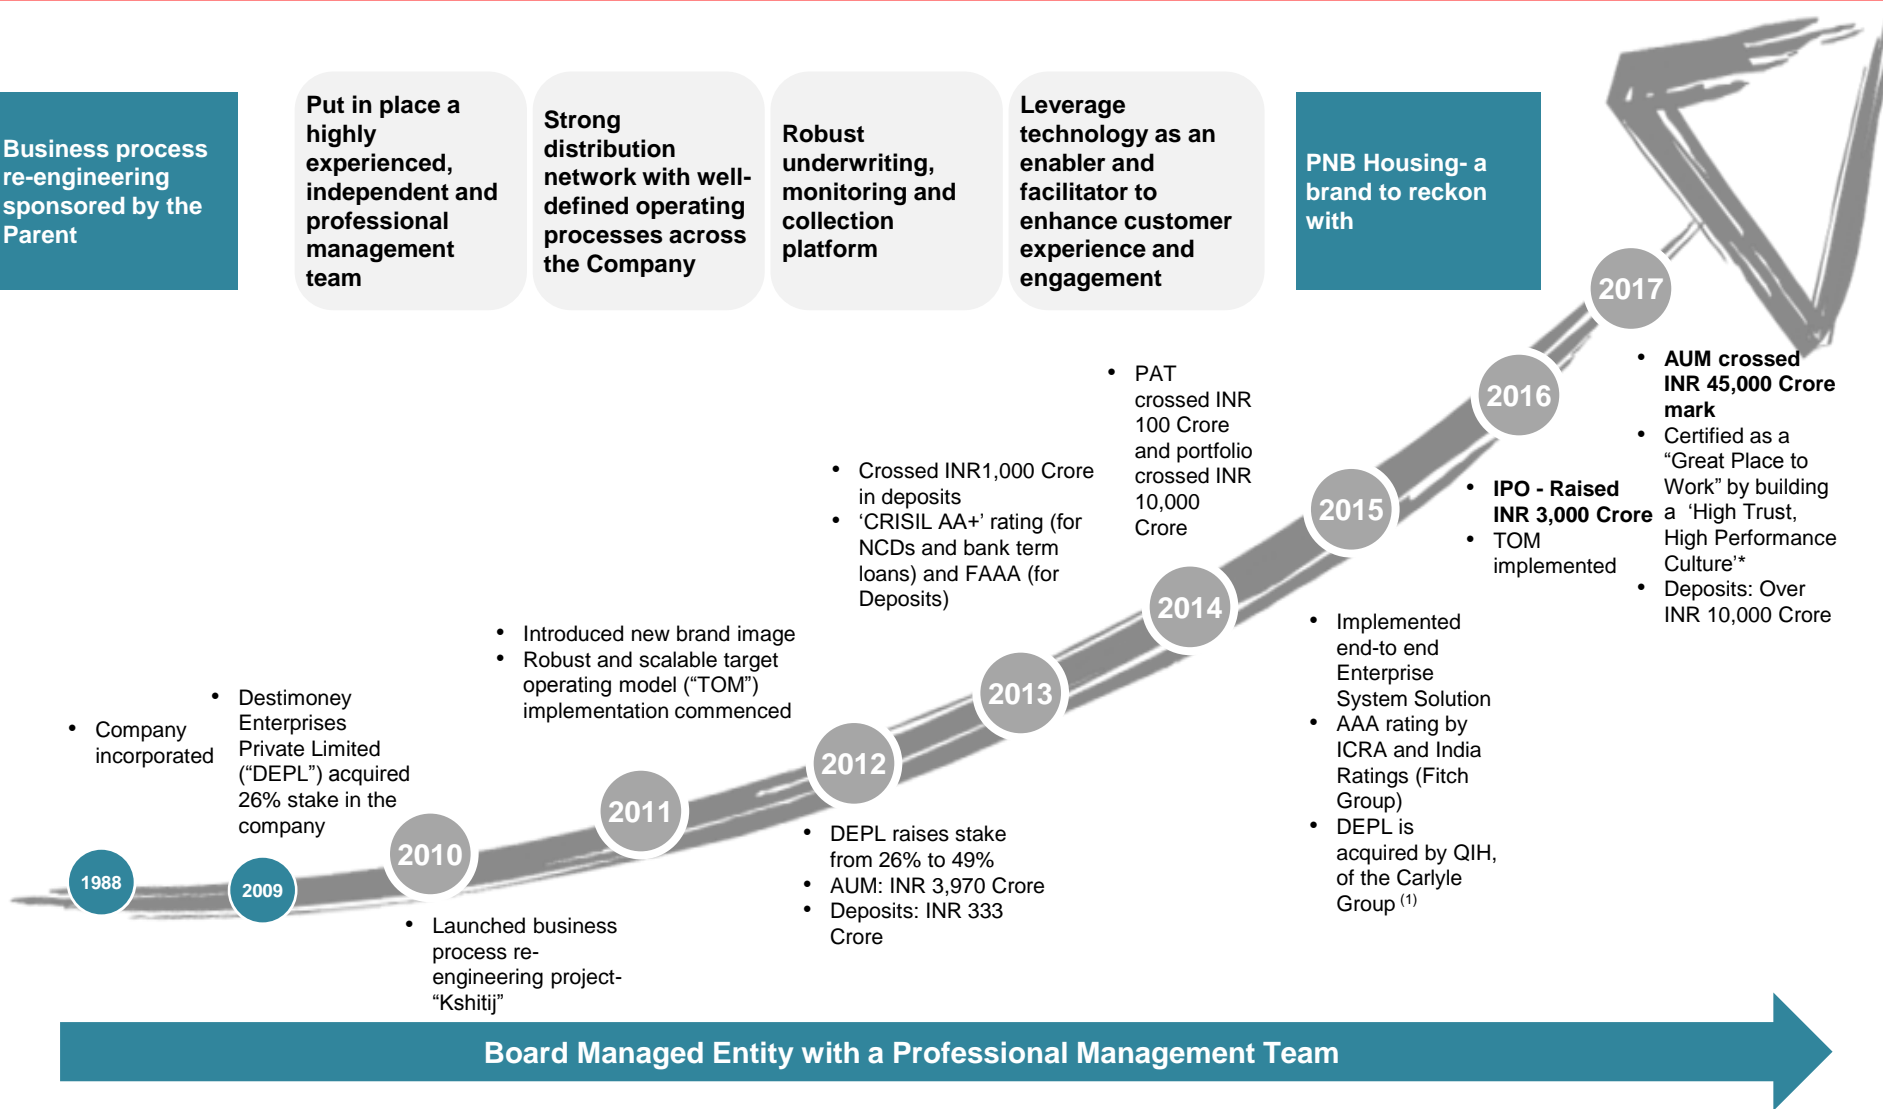 Business process
re-engineering
sponsored by the
Parent
Put in place a
highly
experienced,
independent and
professional
management
team
Strong
distribution
network with well-
defined operating
processes across
the Company
Robust
underwriting,
monitoring and
collection
platform
Leverage
technology as an
enabler and
facilitator to
enhance customer
experience and
engagement
PNB Housing- a
brand to reckon
with
1988
• Company
incorporated
2009
• Destimoney
Enterprises
Private Limited
(“DEPL”) acquired
26% stake in the
company
2010
• Launched business
process re-
engineering project-
“Kshitij”
2011
• Introduced new brand image
• Robust and scalable target
operating model (“TOM”)
implementation commenced
2012
• DEPL raises stake
from 26% to 49%
• AUM: INR 3,970 Crore
• Deposits: INR 333
Crore
2013
• Crossed INR1,000 Crore
in deposits
• ‘CRISIL AA+’ rating (for
NCDs and bank term
loans) and FAAA (for
Deposits)
2014
• PAT
crossed INR
100 Crore
and portfolio
crossed INR
10,000
Crore
2015
• Implemented
end-to end
Enterprise
System Solution
• AAA rating by
ICRA and India
Ratings (Fitch
Group)
• DEPL is
acquired by QIH,
of the Carlyle
Group (1)
2016
• IPO - Raised
INR 3,000 Crore
• TOM
implemented
2017
• AUM crossed
INR 45,000 Crore
mark
• Certified as a
“Great Place to
Work” by building
a ‘High Trust,
High Performance
Culture’*
• Deposits: Over
INR 10,000 Crore
Board Managed Entity with a Professional Management Team